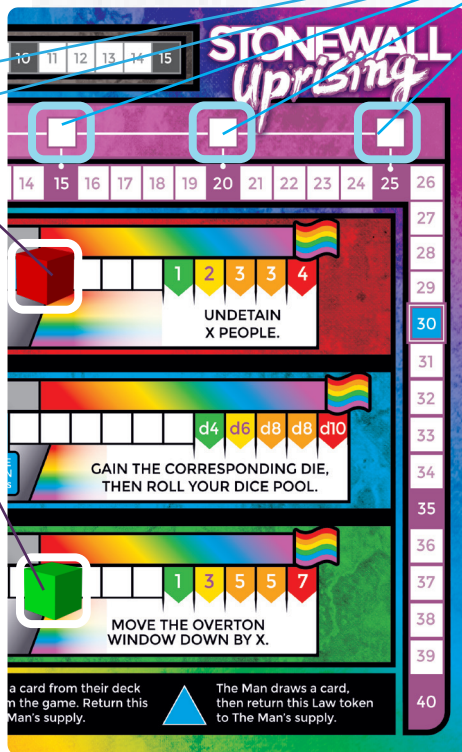 10 11 12 13 14 15
STONEWALL
Uprising
14 15 16 17 18 19 20 21 22 23 24 25 26
27
28
29
30
31
32
33
34
35
36
37
38
39
40
1 2 3 3 4
UNDETAIN
X PEOPLE.
d4 d6 d8 d8 d10
GAIN THE CORRESPONDING DIE,
THEN ROLL YOUR DICE POOL.
1 3 5 5 7
MOVE THE OVERTON
WINDOW DOWN BY X.
a card from their deck
the game. Return this
Man's supply.
The Man draws a card,
then return this Law token
to The Man's supply.